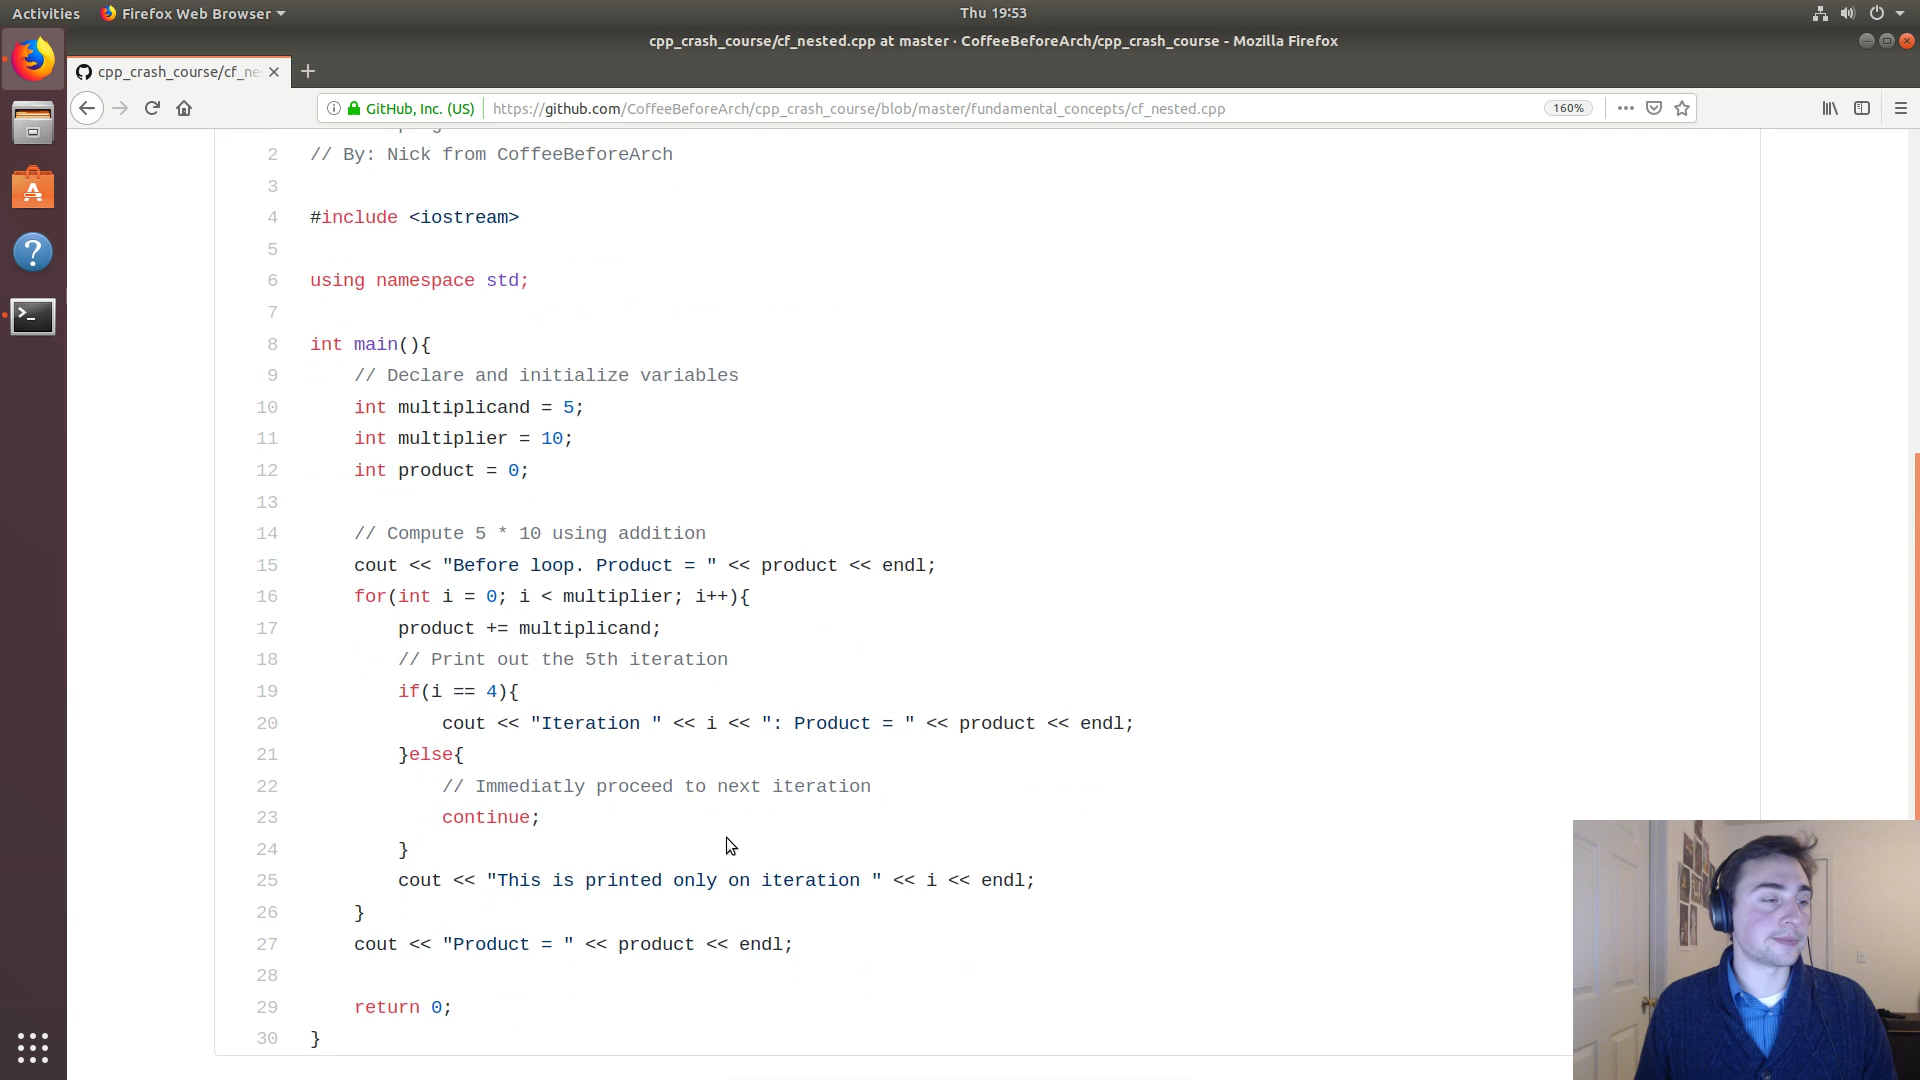 Activities
Firefox Web Browser
Thu 19:53
cpp_crash_course/cf_nested.cpp at master · CoffeeBeforeArch/cpp_crash_course - Mozilla Firefox
cpp_crash_course/cf_ne
GitHub, Inc. (US)
https://github.com/CoffeeBeforeArch/cpp_crash_course/blob/master/fundamental_concepts/cf_nested.cpp
160%
2 // By: Nick from CoffeeBeforeArch
3
4 #include <iostream>
5
6 using namespace std;
7
8 int main(){
9 // Declare and initialize variables
10 int multiplicand = 5;
11 int multiplier = 10;
12 int product = 0;
13
14 // Compute 5 * 10 using addition
15 cout << "Before loop. Product = " << product << endl;
16 for(int i = 0; i < multiplier; i++){
17 product += multiplicand;
18 // Print out the 5th iteration
19 if(i == 4){
20 cout << "Iteration " << i << ": Product = " << product << endl;
21 }else{
22 // Immediatly proceed to next iteration
23 continue;
24 }
25 cout << "This is printed only on iteration " << i << endl;
26 }
27 cout << "Product = " << product << endl;
28
29 return 0;
30 }